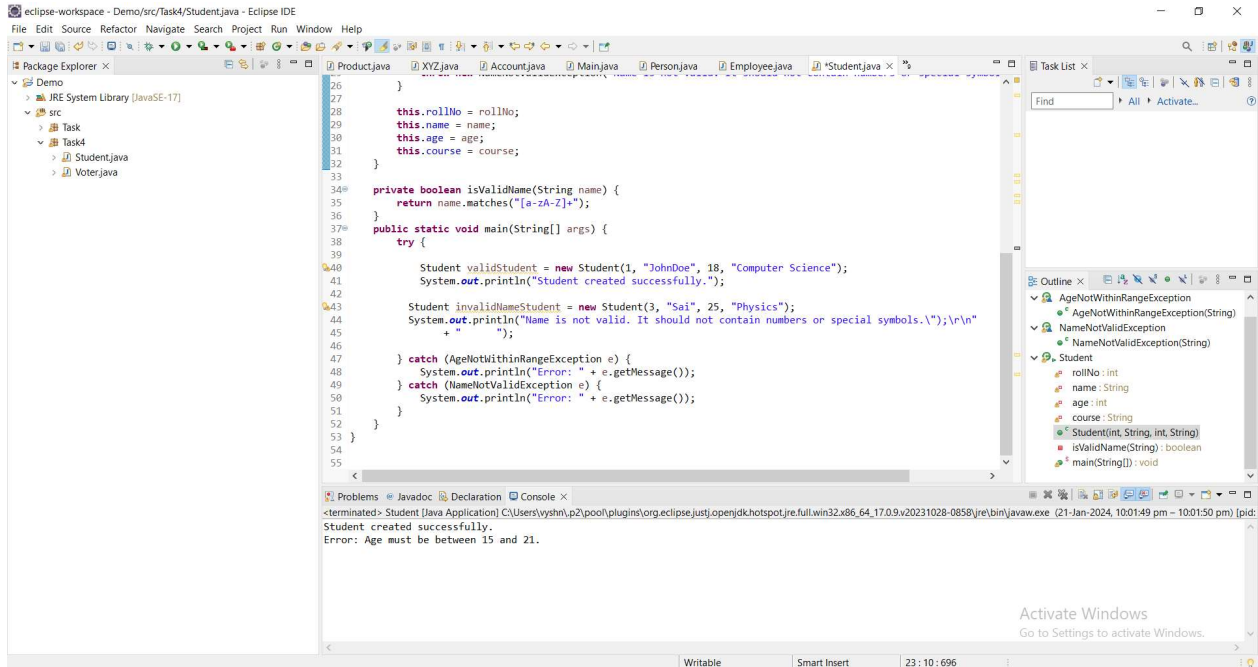 eclipse-workspace - Demo/src/Task4/Student.java - Eclipse IDE
File Edit Source Refactor Navigate Search Project Run Window Help
Package Explorer
Demo
JRE System Library [JavaSE-17]
src
Task
Task4
Student.java
Voter.java
Product.java XYZ.java Account.java Main.java Person.java Employee.java *Student.java
26 }
27
28 this.rollNo = rollNo;
29 this.name = name;
30 this.age = age;
31 this.course = course;
32 }
33
34 private boolean isValidName(String name) {
35 return name.matches("[a-zA-Z]+");
36 }
37 public static void main(String[] args) {
38 try {
39
40 Student validStudent = new Student(1, "JohnDoe", 18, "Computer Science");
41 System.out.println("Student created successfully.");
42
43 Student invalidNameStudent = new Student(3, "Sai", 25, "Physics");
44 System.out.println("Name is not valid. It should not contain numbers or special symbols.\");\r\n"
45 + " ");
46
47 } catch (AgeNotWithinRangeException e) {
48 System.out.println("Error: " + e.getMessage());
49 } catch (NameNotValidException e) {
50 System.out.println("Error: " + e.getMessage());
51 }
52 }
53 }
54
55
Problems Javadoc Declaration Console
<terminated> Student [Java Application] C:\Users\vyshn\.p2\pool\plugins\org.eclipse.justj.openjdk.hotspot.jre.full.win32.x86_64_17.0.9.v20231028-0858\jre\bin\javaw.exe (21-Jan-2024, 10:01:49 pm – 10:01:50 pm) [pid:
Student created successfully.
Error: Age must be between 15 and 21.
Task List
Find All Activate...
Outline
AgeNotWithinRangeException
AgeNotWithinRangeException(String)
NameNotValidException
NameNotValidException(String)
Student
rollNo : int
name : String
age : int
course : String
Student(int, String, int, String)
isValidName(String) : boolean
main(String[]) : void
Activate Windows
Go to Settings to activate Windows.
Writable Smart Insert 23 : 10 : 696